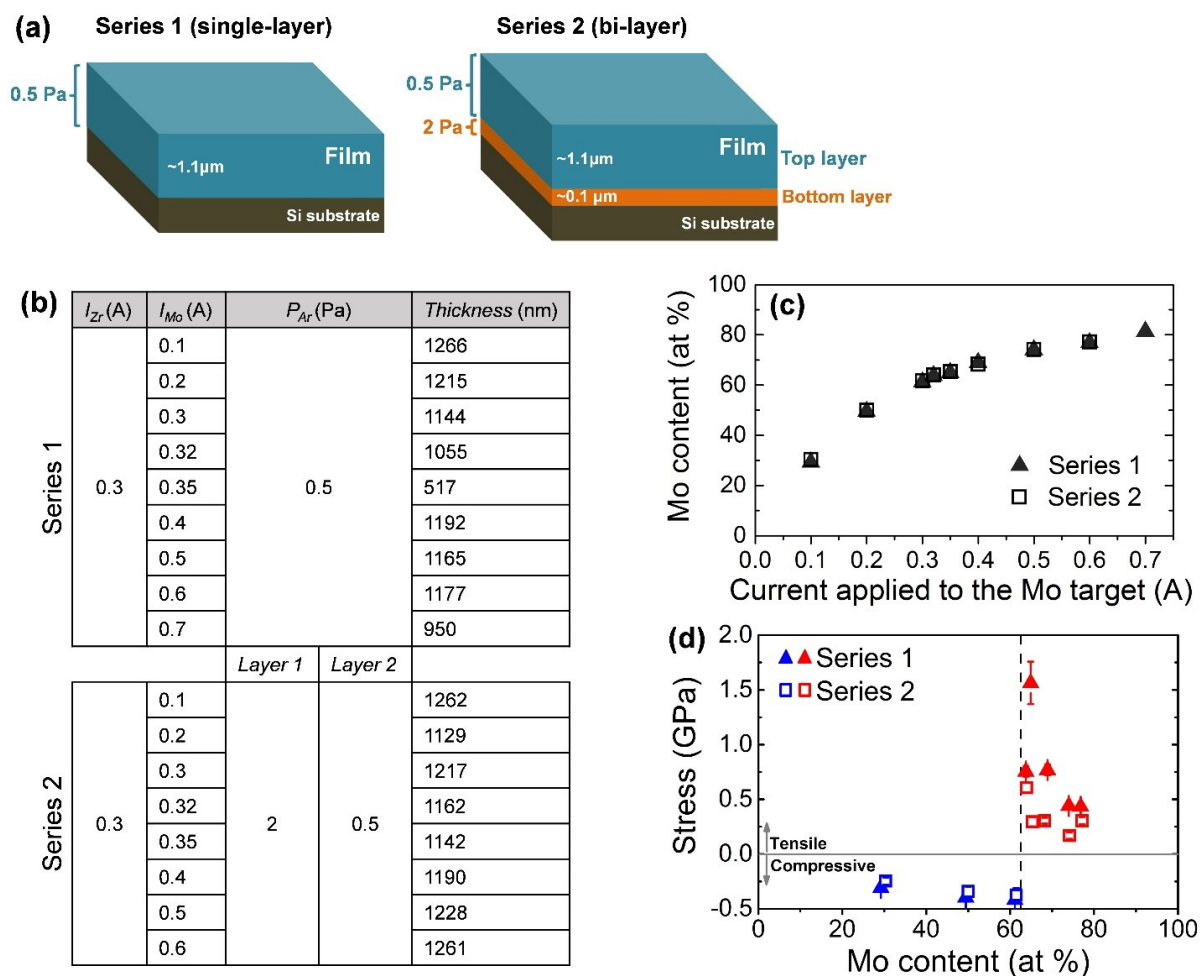 (a)
Series 1 (single-layer)
Series 2 (bi-layer)
0.5 Pa
~1.1μm
Film
Si substrate
0.5 Pa
2 Pa
~1.1μm
Film
Top layer
~0.1 μm
Bottom layer
Si substrate
(b)
I_Zr (A) I_Mo (A) P_Ar (Pa) Thickness (nm)
Series 1
0.3
0.5
0.1 1266
0.2 1215
0.3 1144
0.32 1055
0.35 517
0.4 1192
0.5 1165
0.6 1177
0.7 950
Layer 1 Layer 2
Series 2
0.3
2 0.5
0.1 1262
0.2 1129
0.3 1217
0.32 1162
0.35 1142
0.4 1190
0.5 1228
0.6 1261
(c)
Mo content (at %)
100
80
60
40
20
0
Series 1
Series 2
0.0 0.1 0.2 0.3 0.4 0.5 0.6 0.7
Current applied to the Mo target (A)
(d)
Stress (GPa)
2.0
1.5
1.0
0.5
0.0
-0.5
Series 1
Series 2
Tensile
Compressive
0 20 40 60 80 100
Mo content (at %)